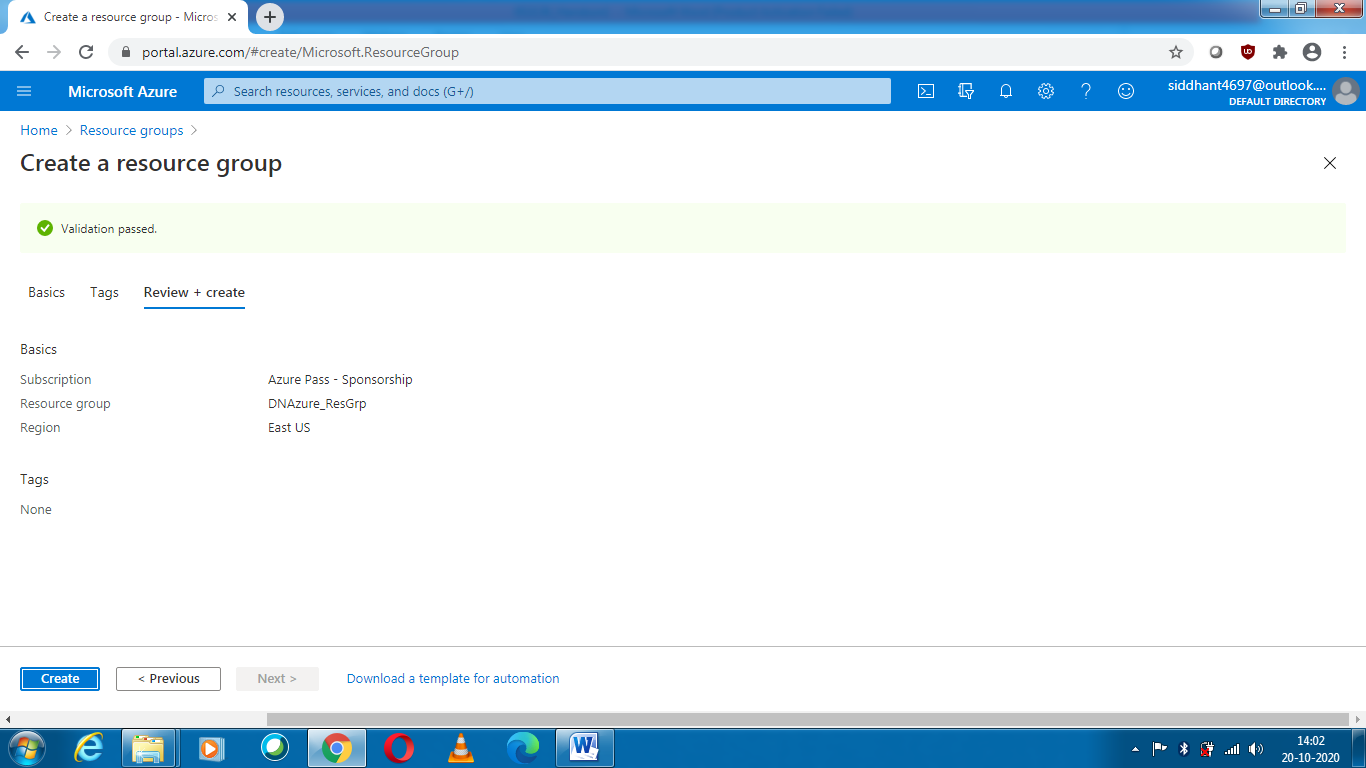 Create a resource group - Micros
portal.azure.com/#create/Microsoft.ResourceGroup
Microsoft Azure
Search resources, services, and docs (G+/)
siddhant4697@outlook....
DEFAULT DIRECTORY
Home
Resource groups
Create a resource group
Validation passed.
Basics Tags Review + create
Basics
Subscription Azure Pass - Sponsorship
Resource group DNAzure_ResGrp
Region East US
Tags
None
Create < Previous Next > Download a template for automation
14:02
20-10-2020